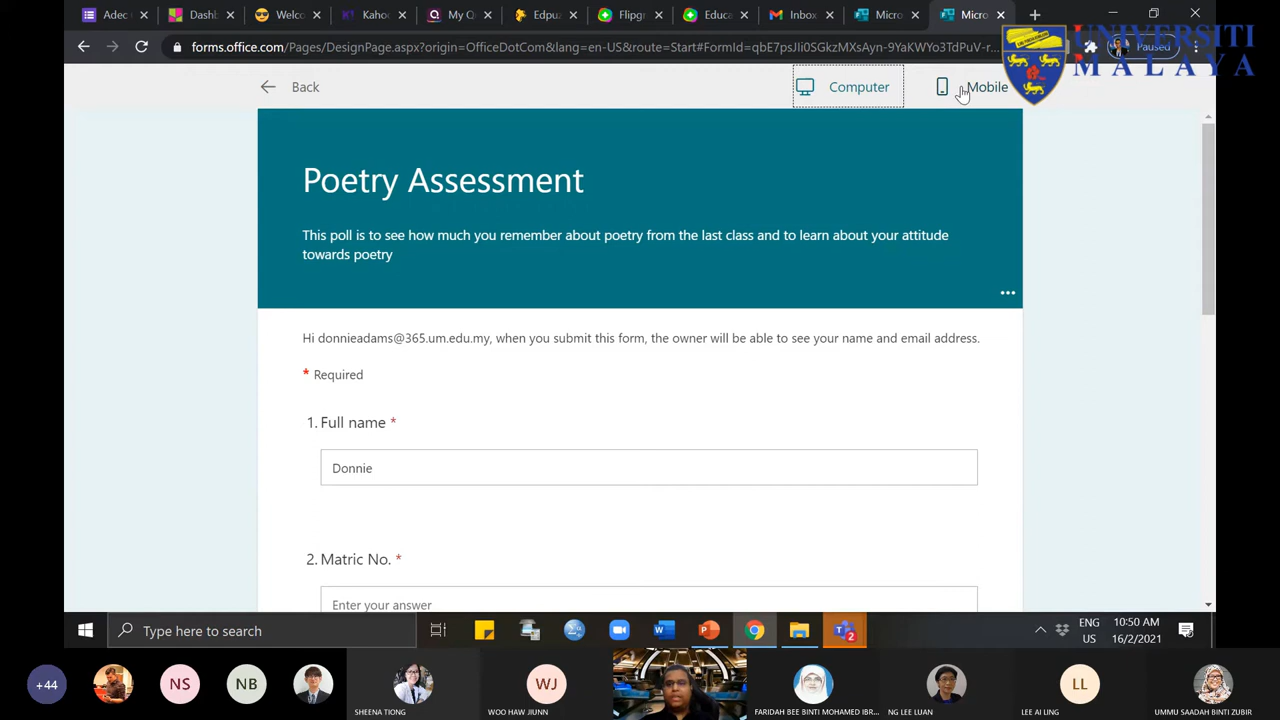 Adec
Dashb
Welco
Kaho
My Q
Edpuz
Flipgr
Educa
Inbox
Micro
Micro
forms.office.com/Pages/DesignPage.aspx?origin=OfficeDotCom&lang=en-US&route=Start#FormId=qbE7psJIi0SGkzMXsAyn-9YaKWYo3TdPuV-r...
Paused
UNIVERSITI
MALAYA
Back
Computer
Mobile
Poetry Assessment
This poll is to see how much you remember about poetry from the last class and to learn about your attitude
towards poetry
Hi donnieadams@365.um.edu.my, when you submit this form, the owner will be able to see your name and email address.
* Required
1. Full name *
Donnie
2. Matric No. *
Enter your answer
Type here to search
2
ENG
US
10:50 AM
16/2/2021
+44
NS
NB
SHEENA TIONG
WJ
WOO HAW JIUNN
FARIDAH BEE BINTI MOHAMED IBR...
NG LEE LUAN
LL
LEE AI LING
UMMU SAADAH BINTI ZUBIR